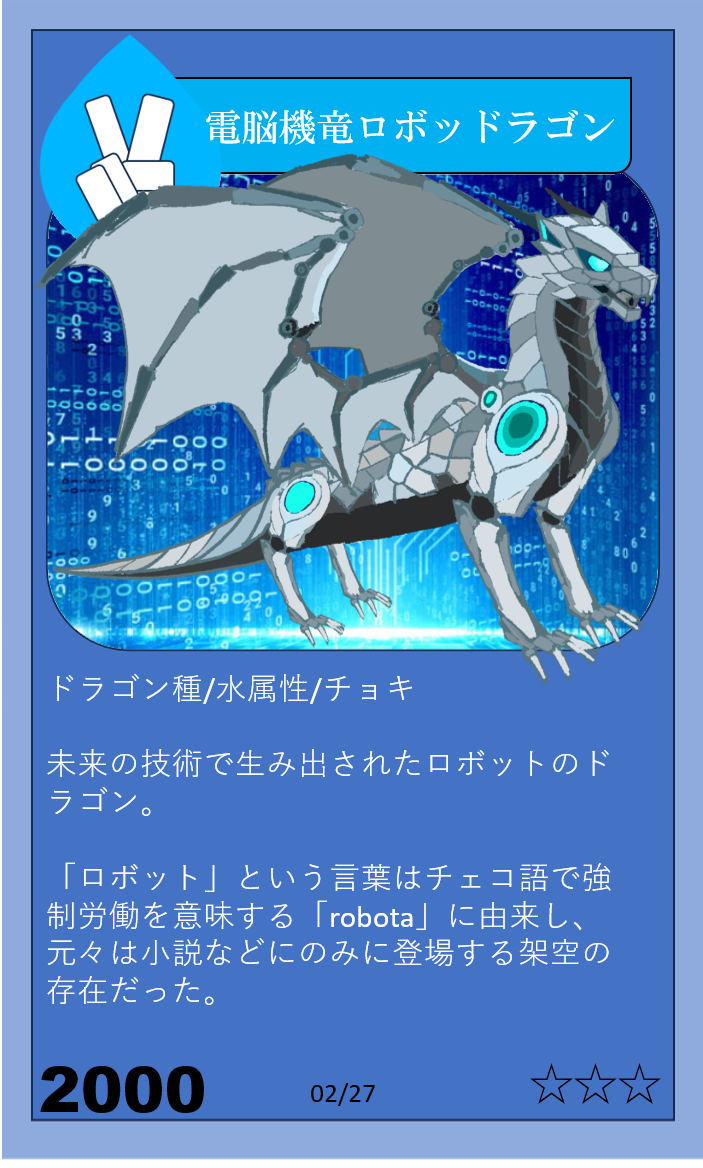 電脳機竜ロボッドラゴン
ドラゴン種/水属性/チョキ
未来の技術で生み出されたロボットのド
ラゴン。
「ロボット」という言葉はチェコ語で強
制労働を意味する「robota」に由来し、
元々は小説などにのみに登場する架空の
存在だった。
2000
02/27
☆☆☆